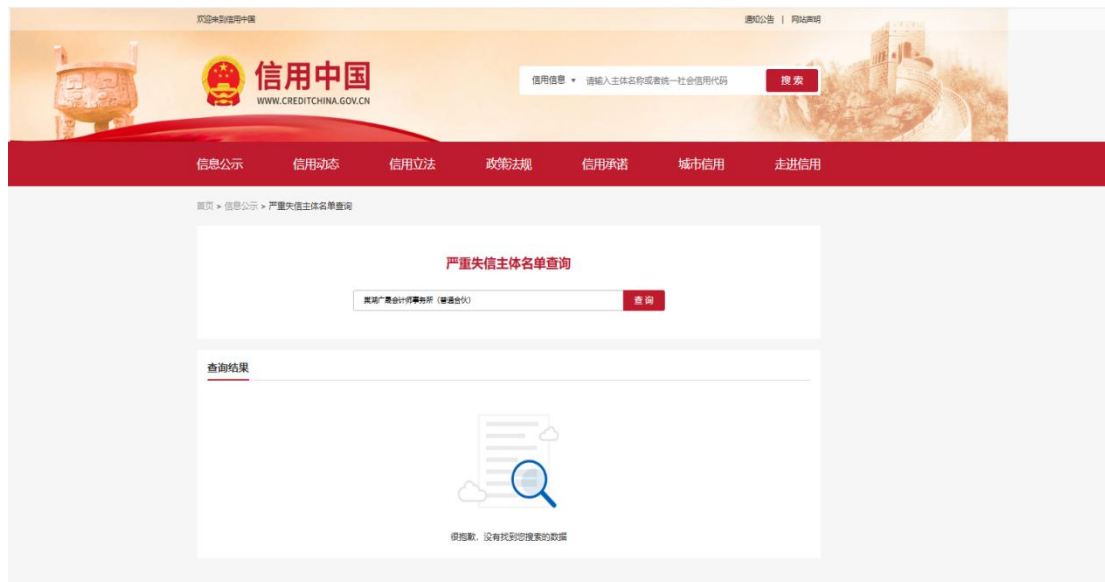 欢迎来到信用中国
通知公告 | 网站声明
信用中国
WWW.CREDITCHINA.GOV.CN
信用信息 请输入主体名称或者统一社会信用代码 搜索
信息公示 信用动态 信用立法 政策法规 信用承诺 城市信用 走进信用
首页 > 信息公示 > 严重失信主体名单查询
严重失信主体名单查询
巢湖广晟会计师事务所（普通合伙） 查询
查询结果
很抱歉，没有找到您搜索的数据